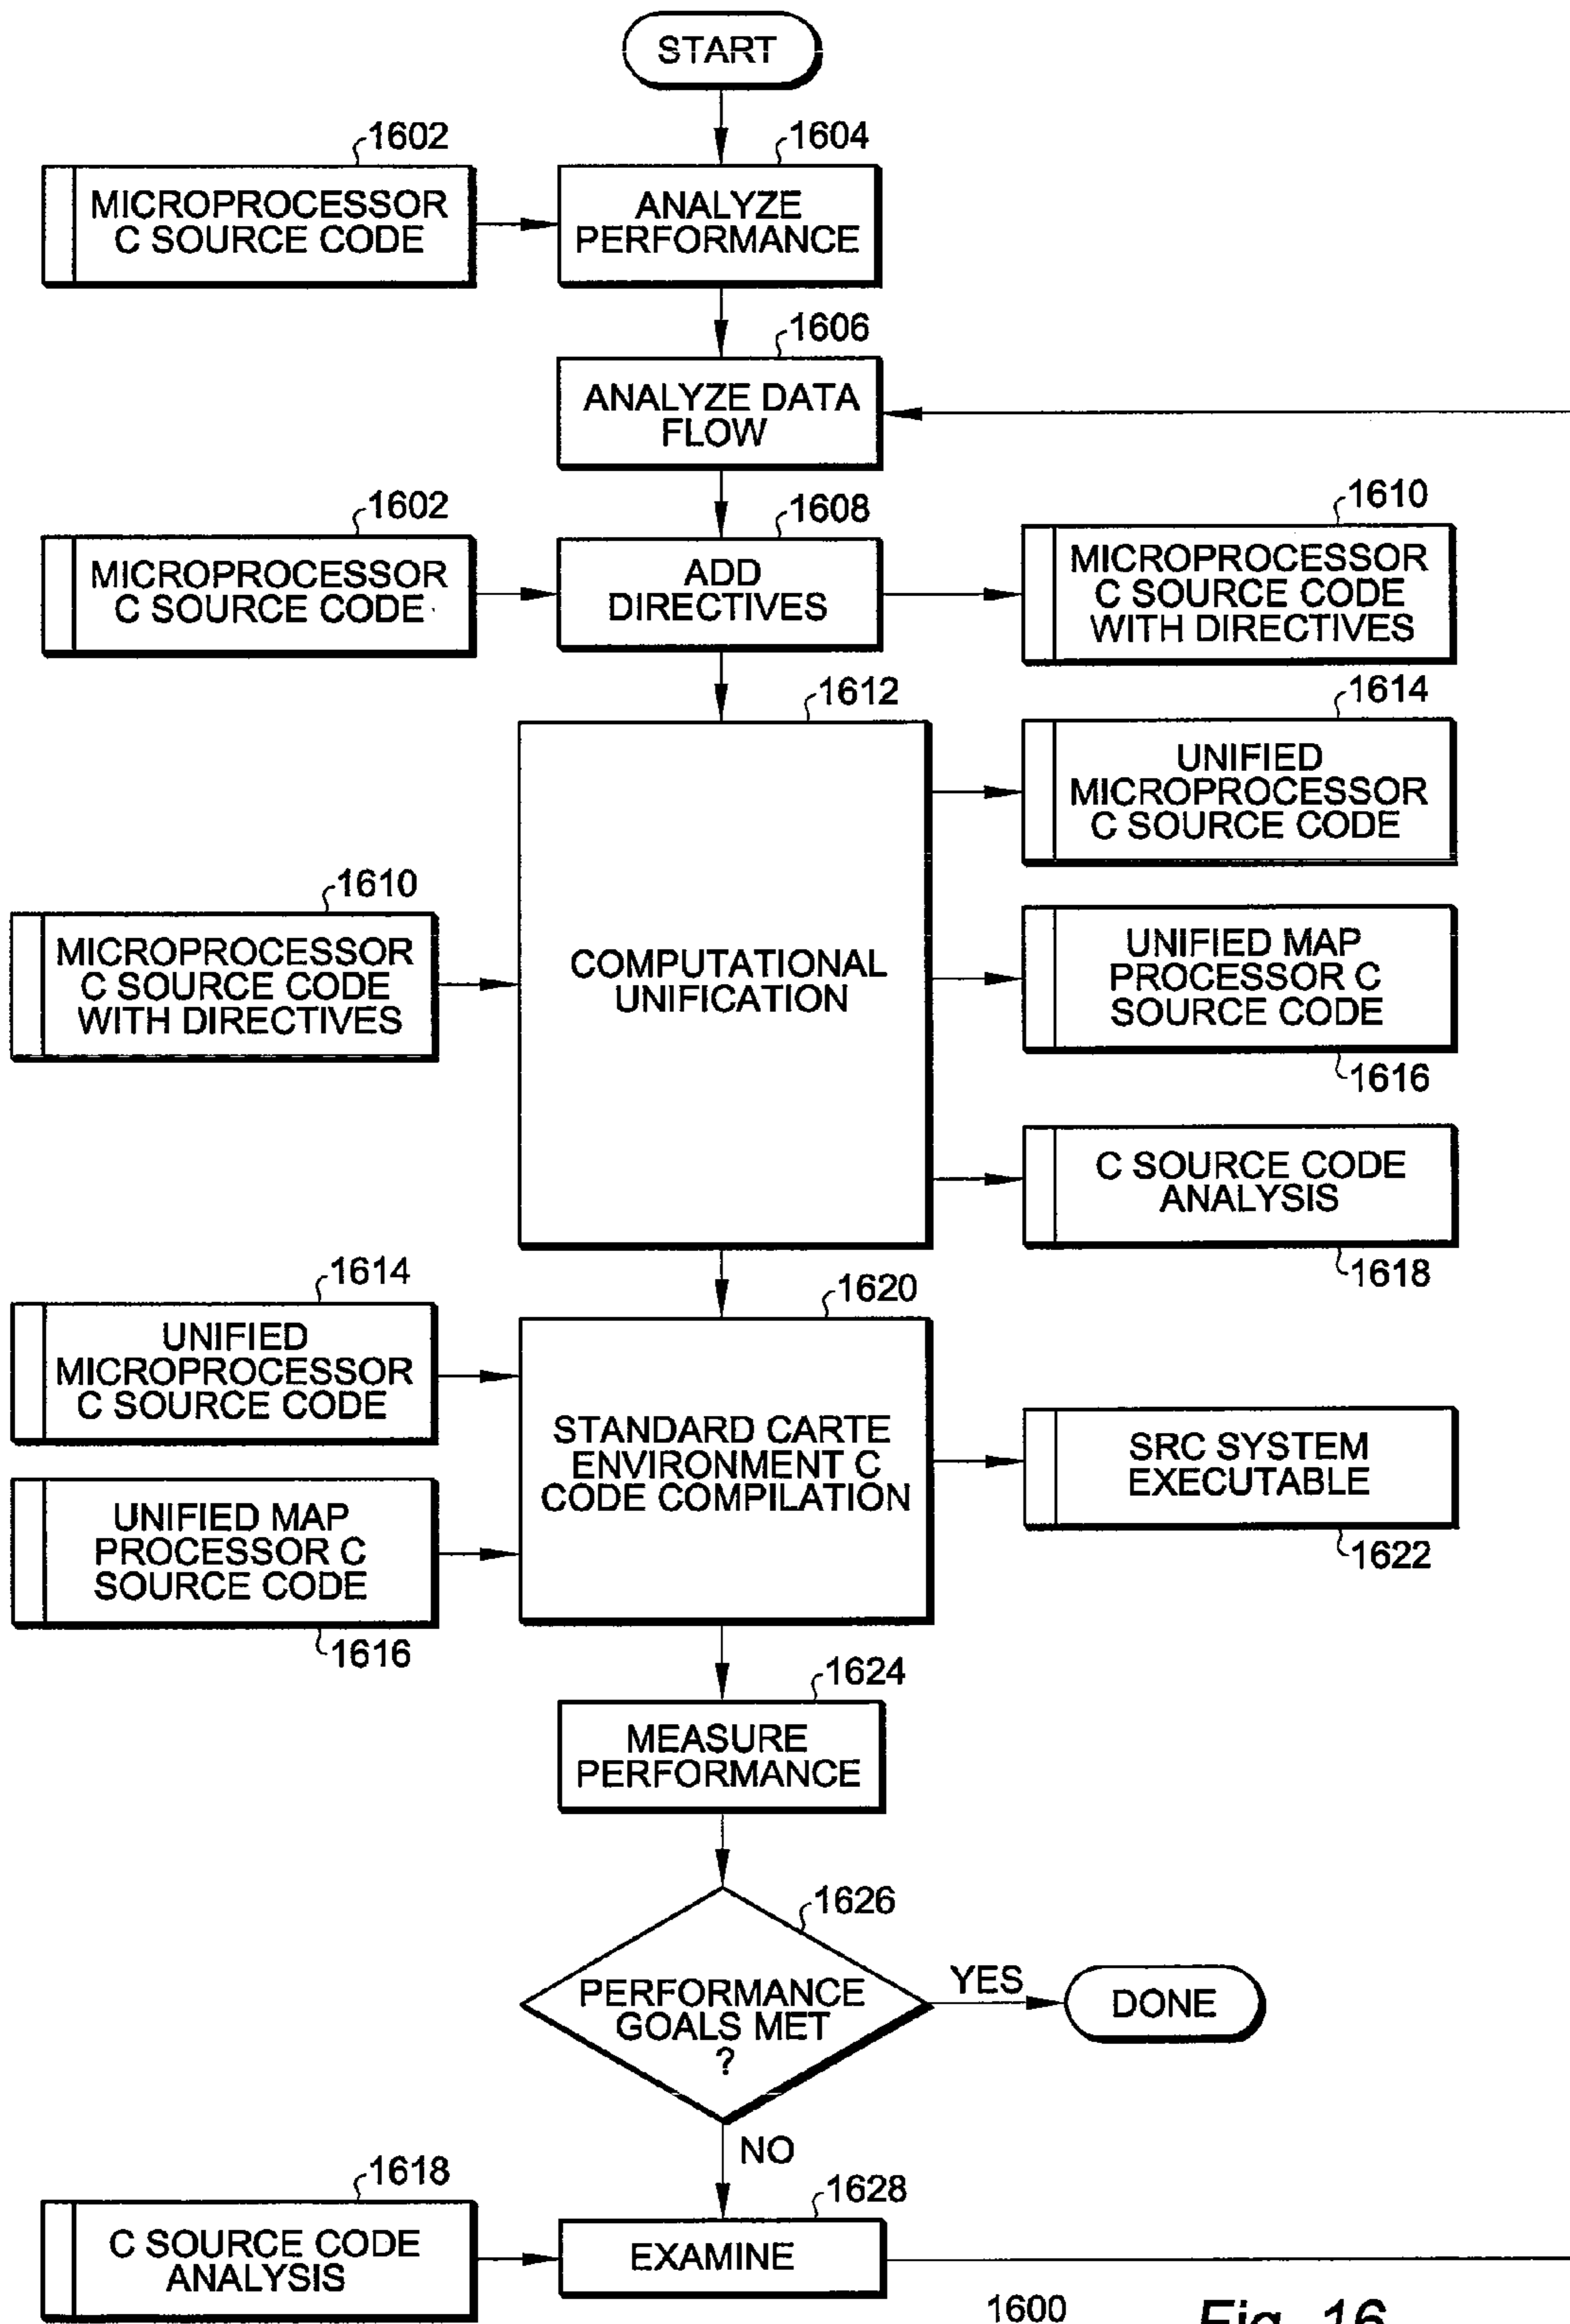 START
1602
MICROPROCESSOR
C SOURCE CODE
1604
ANALYZE
PERFORMANCE
1606
ANALYZE DATA
FLOW
1602
MICROPROCESSOR
C SOURCE CODE
1608
ADD
DIRECTIVES
1610
MICROPROCESSOR
C SOURCE CODE
WITH DIRECTIVES
1612
COMPUTATIONAL
UNIFICATION
1614
UNIFIED
MICROPROCESSOR
C SOURCE CODE
1610
MICROPROCESSOR
C SOURCE CODE
WITH DIRECTIVES
UNIFIED MAP
PROCESSOR C
SOURCE CODE
1616
C SOURCE CODE
ANALYSIS
1618
1614
UNIFIED
MICROPROCESSOR
C SOURCE CODE
1620
STANDARD CARTE
ENVIRONMENT C
CODE COMPILATION
SRC SYSTEM
EXECUTABLE
1622
UNIFIED MAP
PROCESSOR C
SOURCE CODE
1616
1624
MEASURE
PERFORMANCE
1626
PERFORMANCE
GOALS MET
?
YES
DONE
NO
1618
C SOURCE CODE
ANALYSIS
1628
EXAMINE
1600
Fig. 16